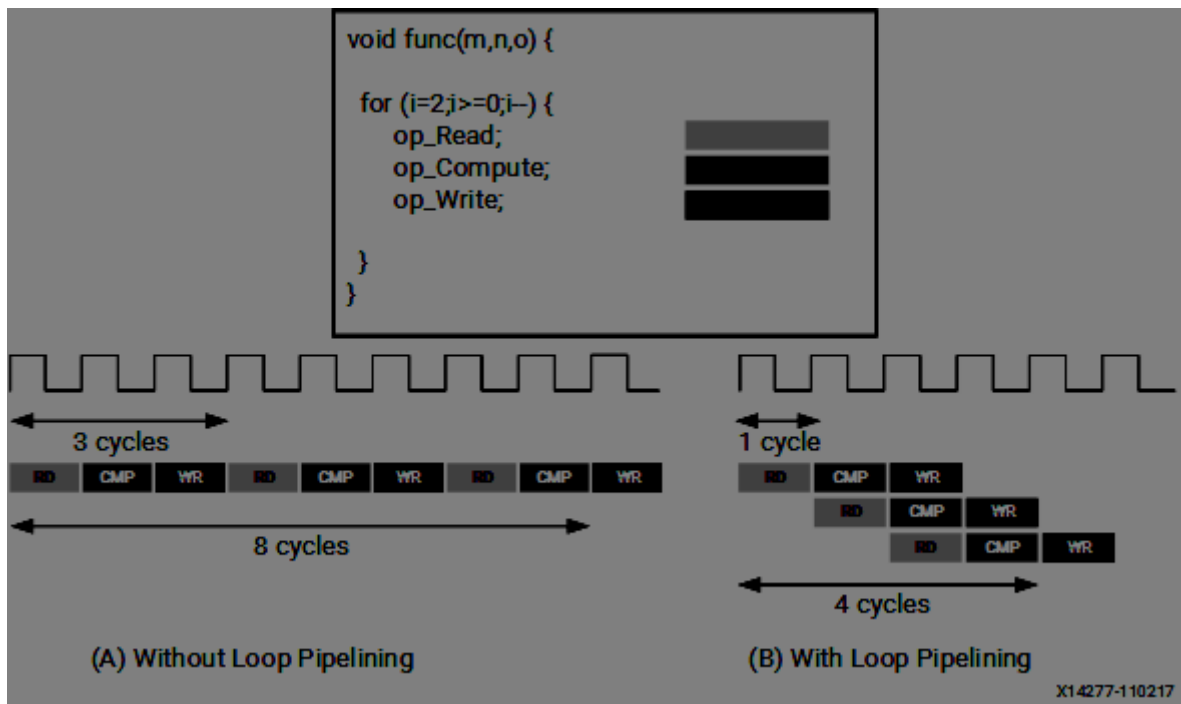 void func(m,n,o) {
for (i=2;i>=0;i--) {
op_Read;
op_Compute;
op_Write;
}
}
3 cycles
1 cycle
RD CMP WR RD CMP WR RD CMP WR
RD CMP WR
RD CMP WR
RD CMP WR
8 cycles
4 cycles
(A) Without Loop Pipelining
(B) With Loop Pipelining
X14277-110217